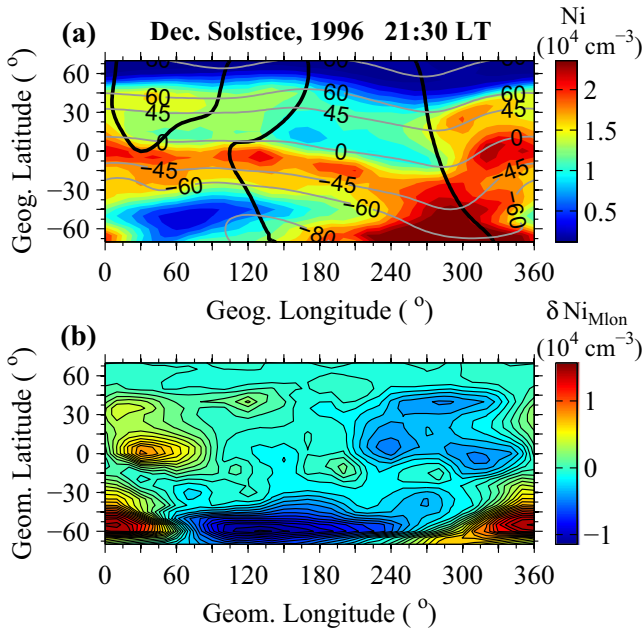 (a) Dec. Solstice, 1996 21:30 LT
Ni
(10⁴ cm⁻³)
60
30
0
−30
−60
Geog. Latitude ( °)
60
60
60
45
45
0
0
−45
−45
−60
−60
−60
−80
−80
2
1.5
1
0.5
0 60 120 180 240 300 360
Geog. Longitude ( °)
(b)
δ Ni_Mlon
(10⁴ cm⁻³)
60
30
0
−30
−60
Geom. Latitude ( °)
1
0
−1
0 60 120 180 240 300 360
Geom. Longitude ( °)